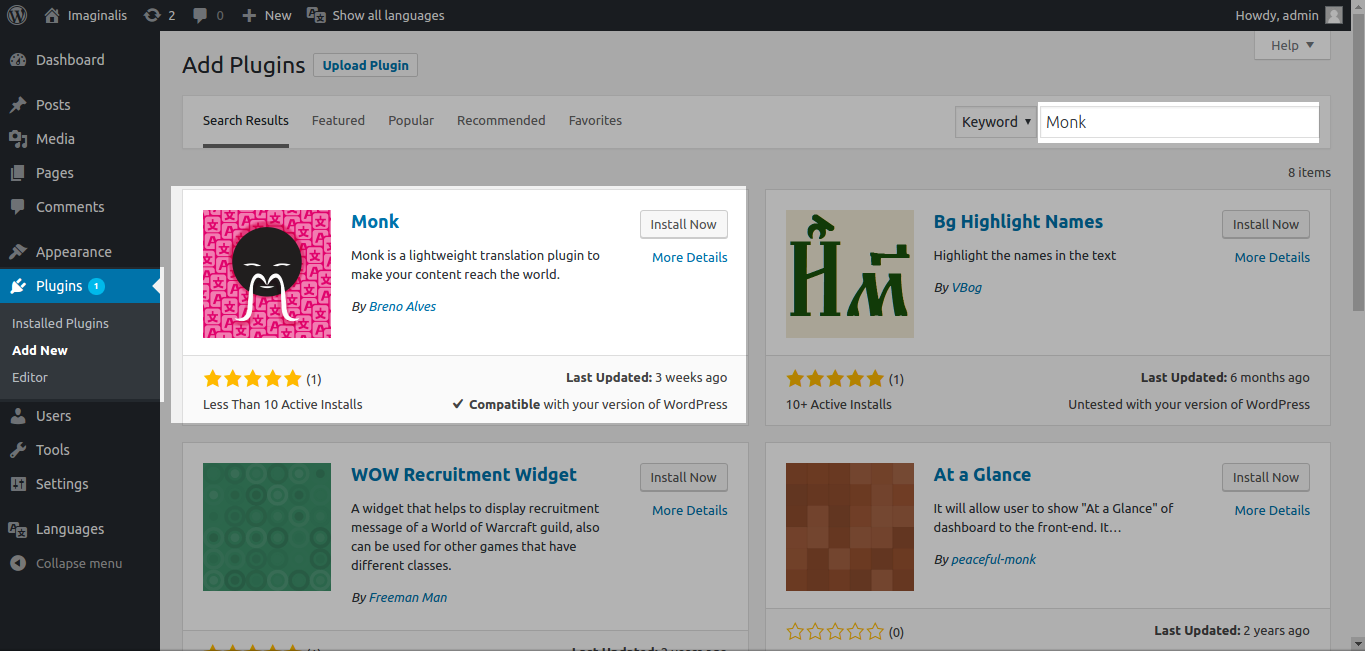 Imaginalis 2 0 New Show all languages Howdy, admin
Help
Dashboard
Posts
Media
Pages
Comments
Appearance
Plugins 1
Installed Plugins
Add New
Editor
Users
Tools
Settings
Languages
Collapse menu
Add Plugins Upload Plugin
Search Results Featured Popular Recommended Favorites Keyword Monk
8 items
Monk
Install Now
More Details
Monk is a lightweight translation plugin to
make your content reach the world.
By Breno Alves
(1)
Last Updated: 3 weeks ago
Less Than 10 Active Installs
Compatible with your version of WordPress
Bg Highlight Names
Install Now
More Details
Highlight the names in the text
By VBog
(1)
Last Updated: 6 months ago
10+ Active Installs
Untested with your version of WordPress
WOW Recruitment Widget
Install Now
More Details
A widget that helps to display recruitment
message of a World of Warcraft guild, also
can be used for other games that have
different classes.
By Freeman Man
At a Glance
Install Now
More Details
It will allow user to show "At a Glance" of
dashboard to the front-end. It…
By peaceful-monk
(0)
Last Updated: 2 years ago